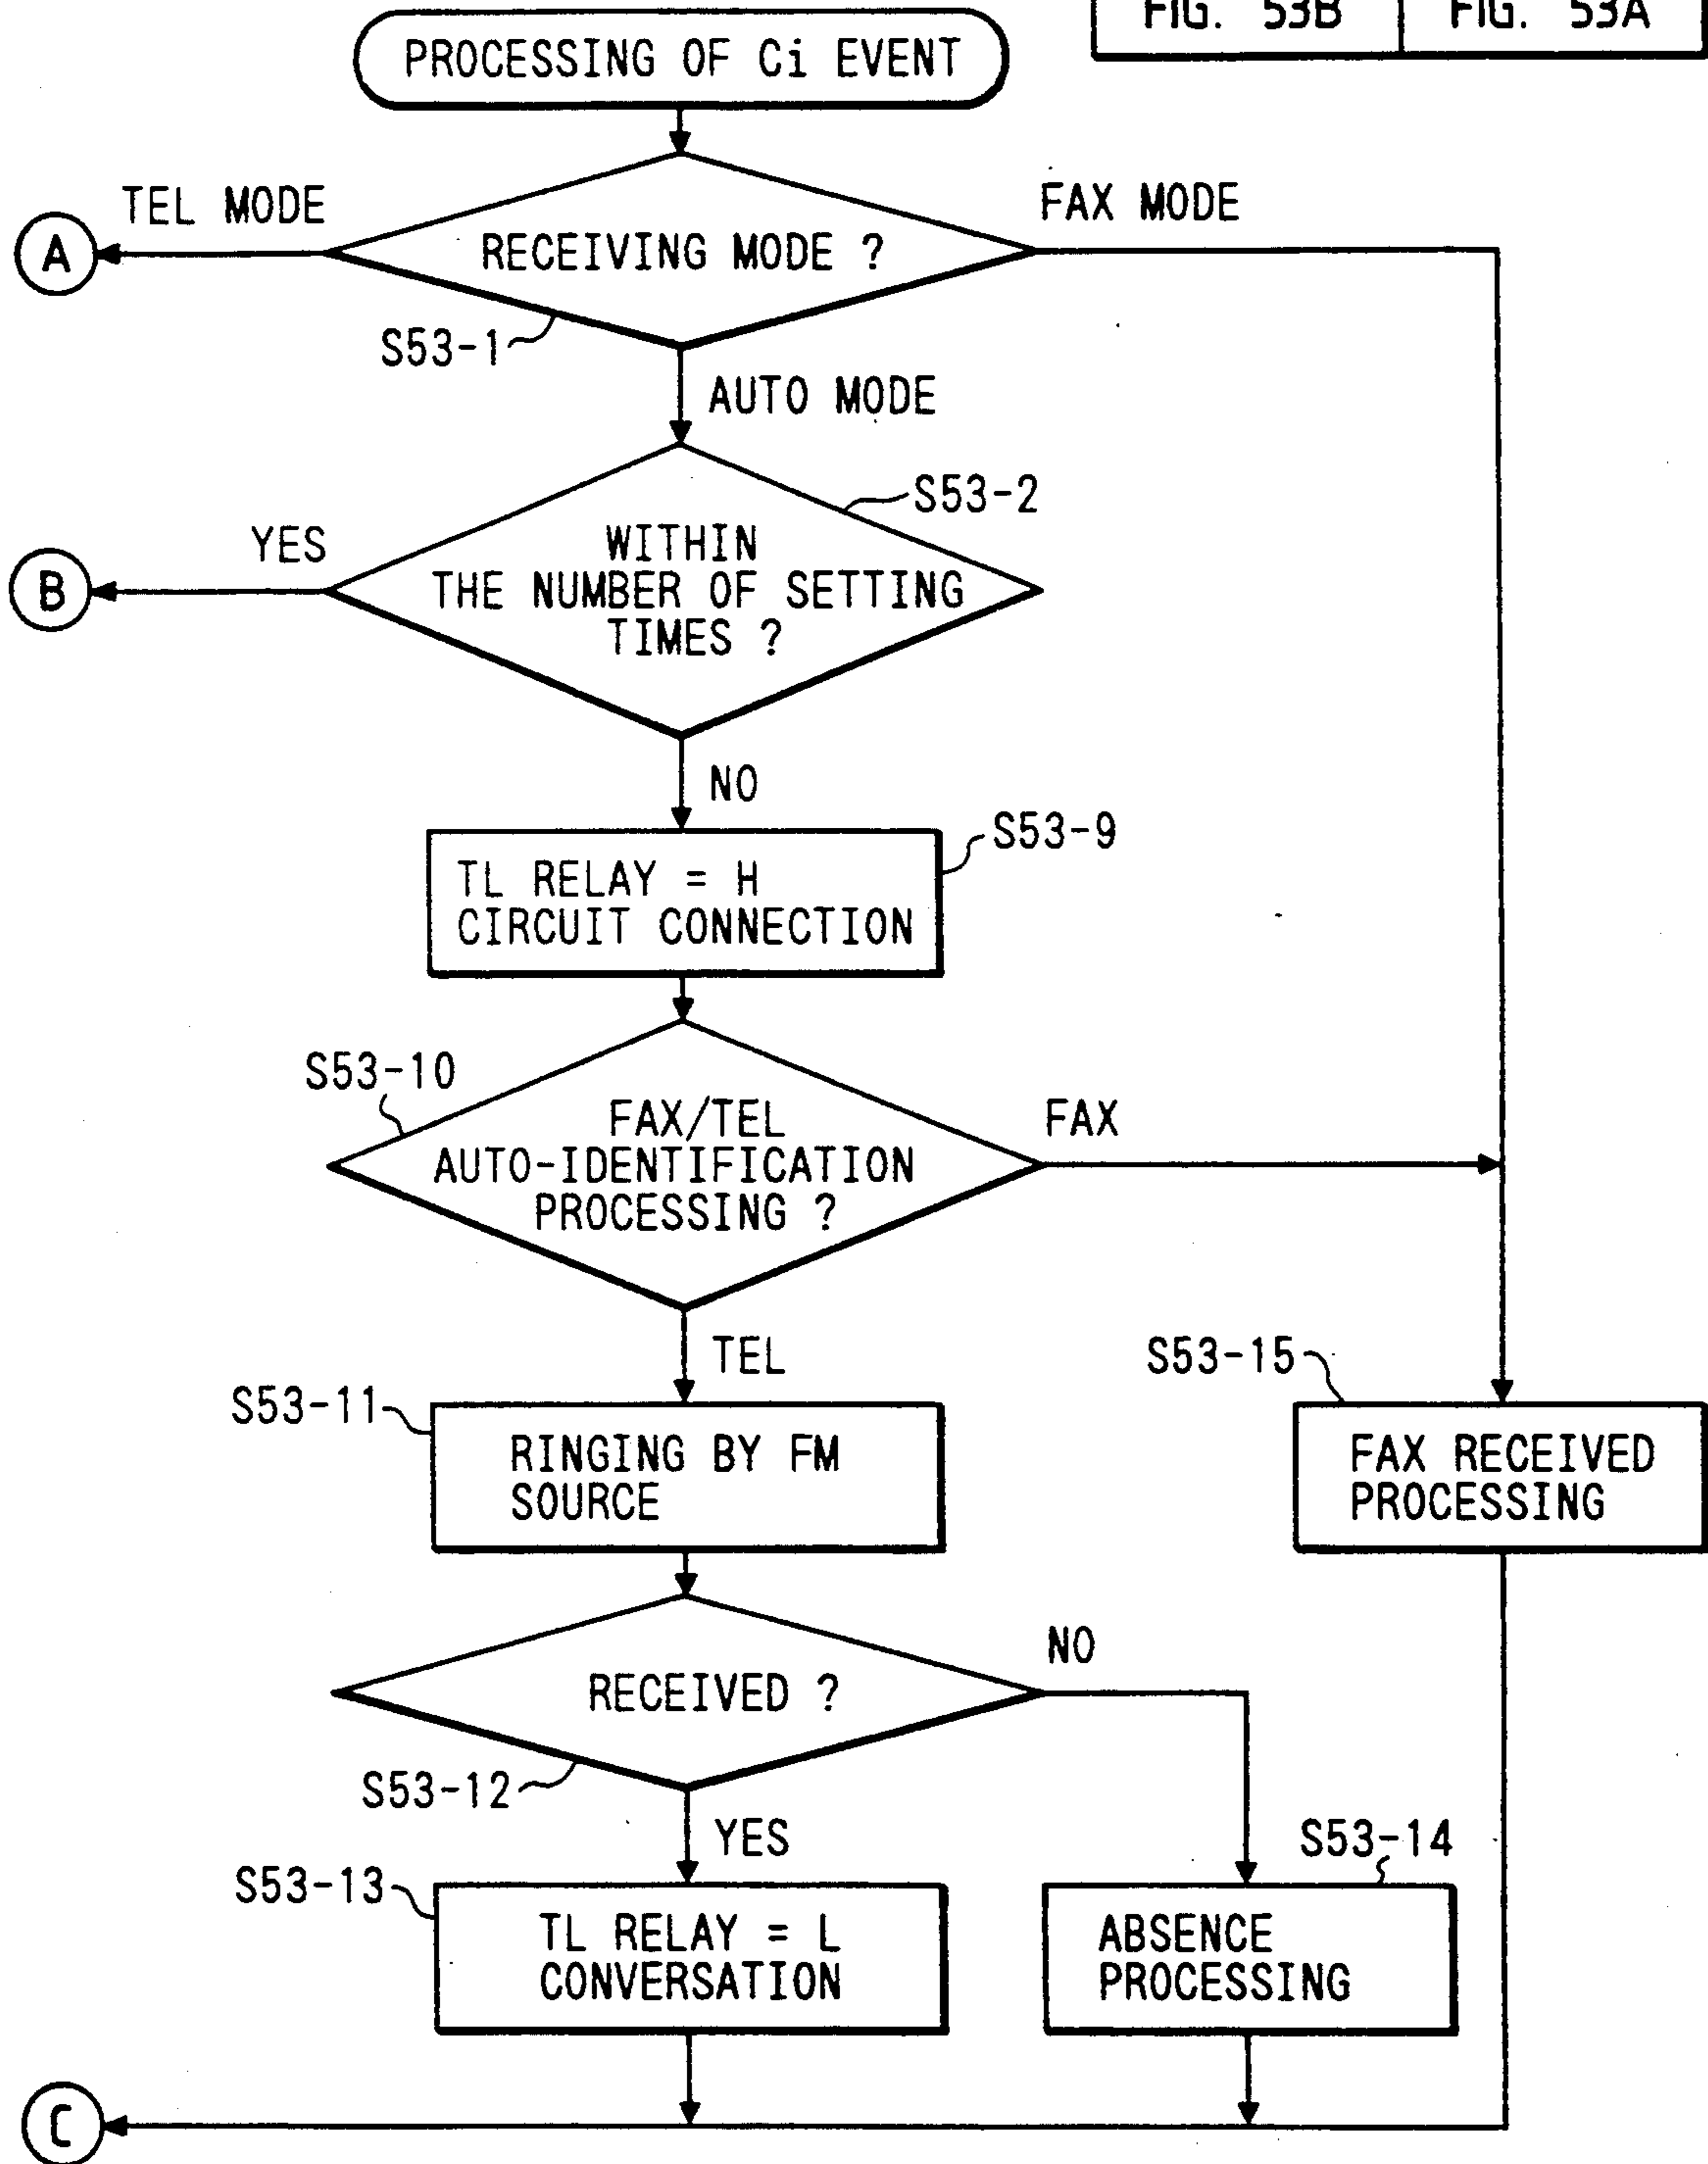 FIG. 53B FIG. 53A
PROCESSING OF Ci EVENT
TEL MODE
FAX MODE
A
RECEIVING MODE ?
S53-1
AUTO MODE
S53-2
YES
B
WITHIN
THE NUMBER OF SETTING
TIMES ?
NO
S53-9
TL RELAY = H
CIRCUIT CONNECTION
S53-10
FAX/TEL
AUTO-IDENTIFICATION
PROCESSING ?
FAX
TEL
S53-15
S53-11
RINGING BY FM
SOURCE
FAX RECEIVED
PROCESSING
NO
RECEIVED ?
S53-12
YES
S53-14
S53-13
TL RELAY = L
CONVERSATION
ABSENCE
PROCESSING
C